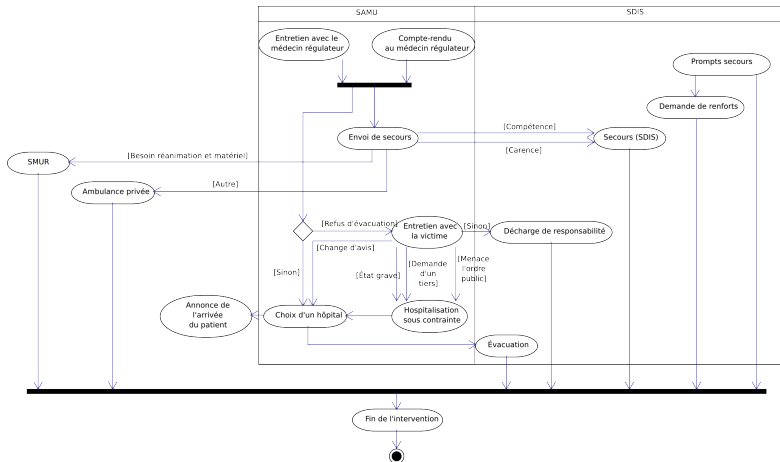 SAMU
SDIS
Entretien avec le
médecin régulateur
Compte-rendu
au médecin régulateur
Prompts secours
Demande de renforts
[Compétence]
Envoi de secours
Secours (SDIS)
[Carence]
[Besoin réanimation et matériel]
SMUR
[Autre]
Ambulance privée
[Refus d'évacuation]
Entretien avec
la victime
[Sinon]
Décharge de responsabilité
[Change d'avis]
[Sinon]
[État grave]
[Demande
d'un
tiers]
[Menace
l'ordre
public]
Annonce de
l'arrivée
du patient
Choix d'un hôpital
Hospitalisation
sous contrainte
Évacuation
Fin de l'intervention